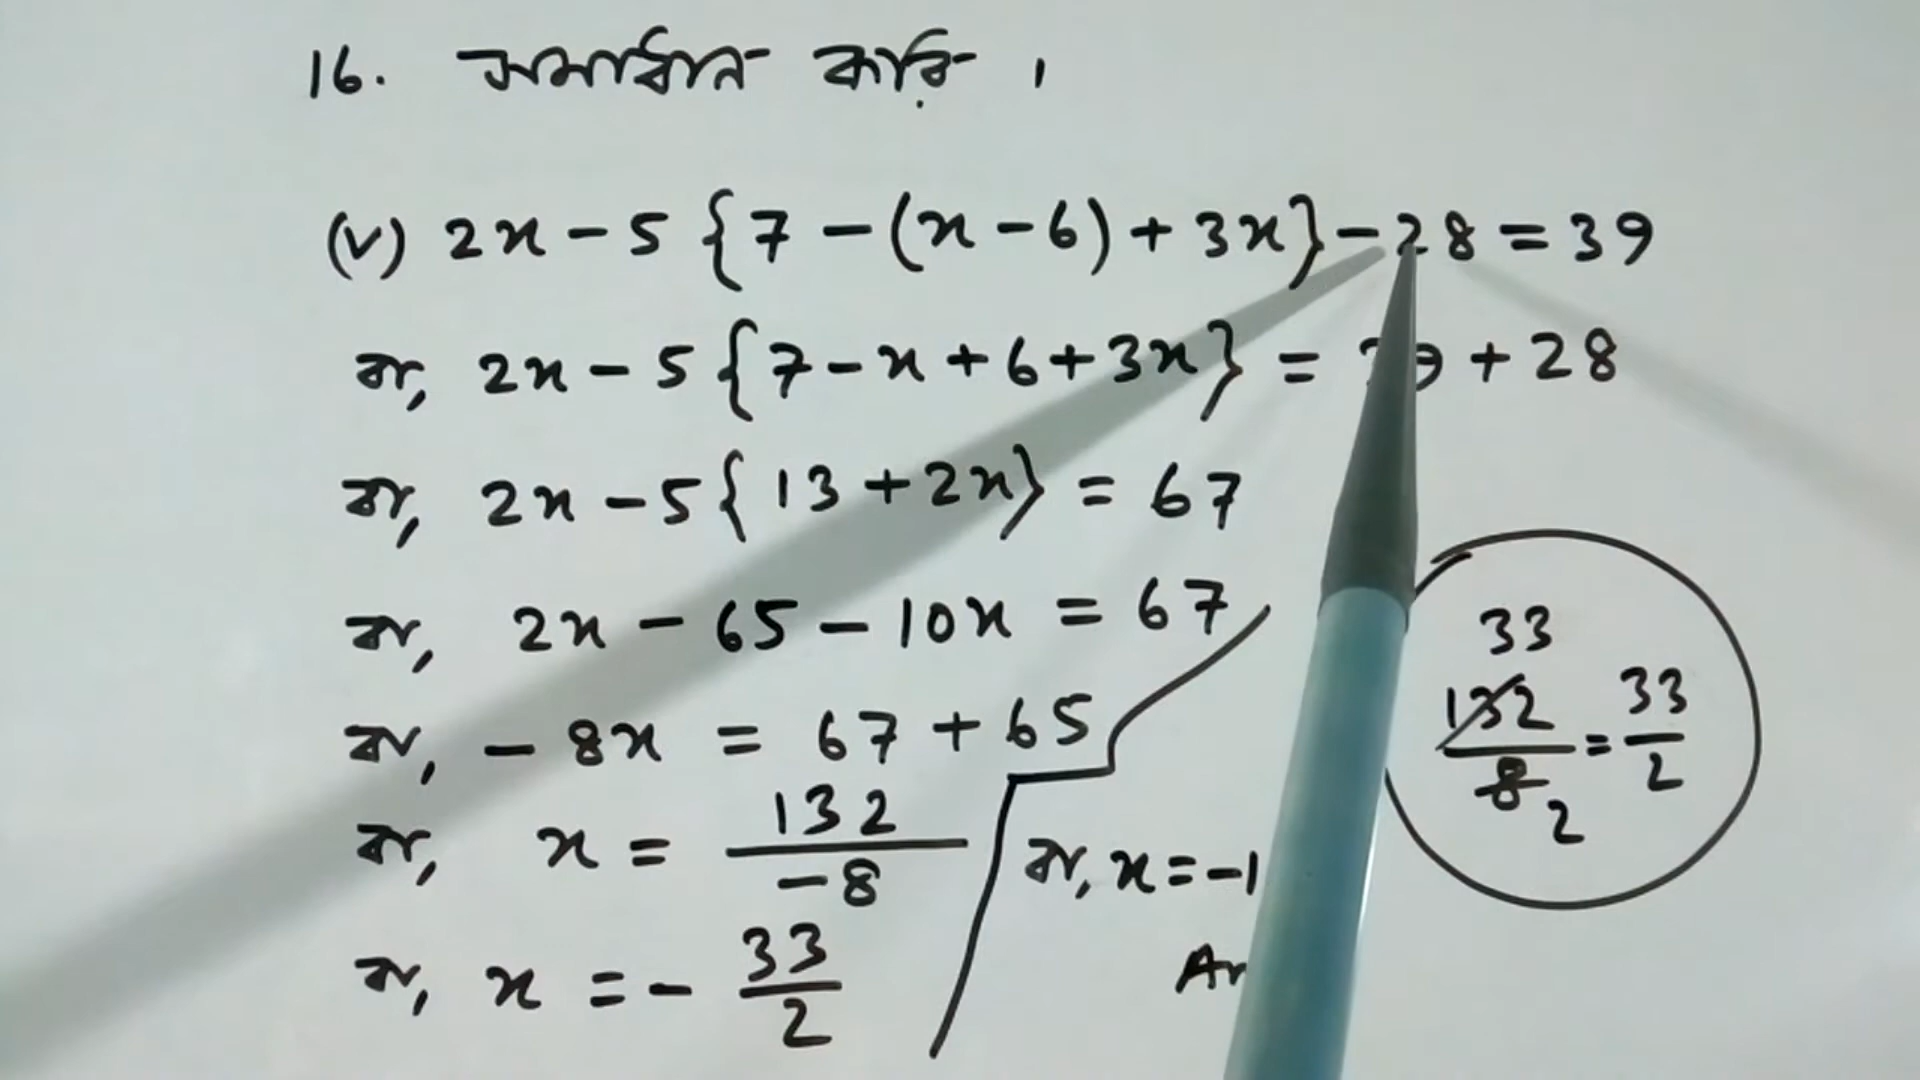 16. সমাধান করি ।
(v) 2x - 5 {7 - (x - 6) + 3x} - 28 = 39
বা, 2x - 5 {7 - x + 6 + 3x} = 39 + 28
বা, 2x - 5 {13 + 2x} = 67
বা, 2x - 65 - 10x = 67
বা, - 8x = 67 + 65
বা, x = 132/-8
বা, x = - 33/2
বা, x = -1
33
132/8 = 33/2
2